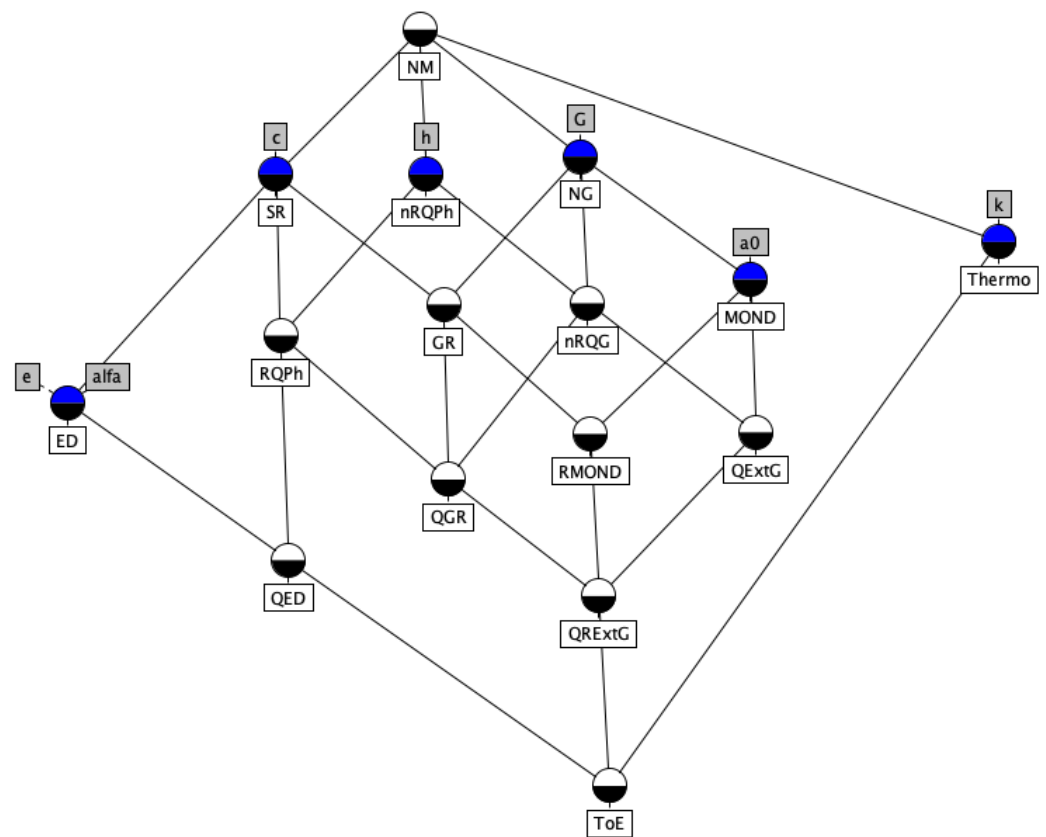 NM
c
h
G
SR
nRQPh
NG
k
a0
Thermo
GR
nRQG
MOND
RQPh
e
alfa
ED
RMOND
QExtG
QGR
QED
QRExtG
ToE